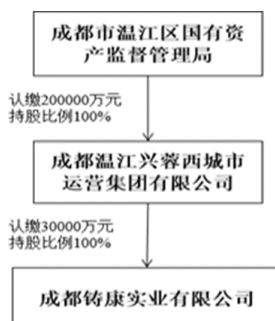 成都市温江区国有资
产监督管理局
认缴200000万元
持股比例100%
成都温江兴蓉西城市
运营集团有限公司
认缴30000万元
持股比例100%
成都铸康实业有限公司